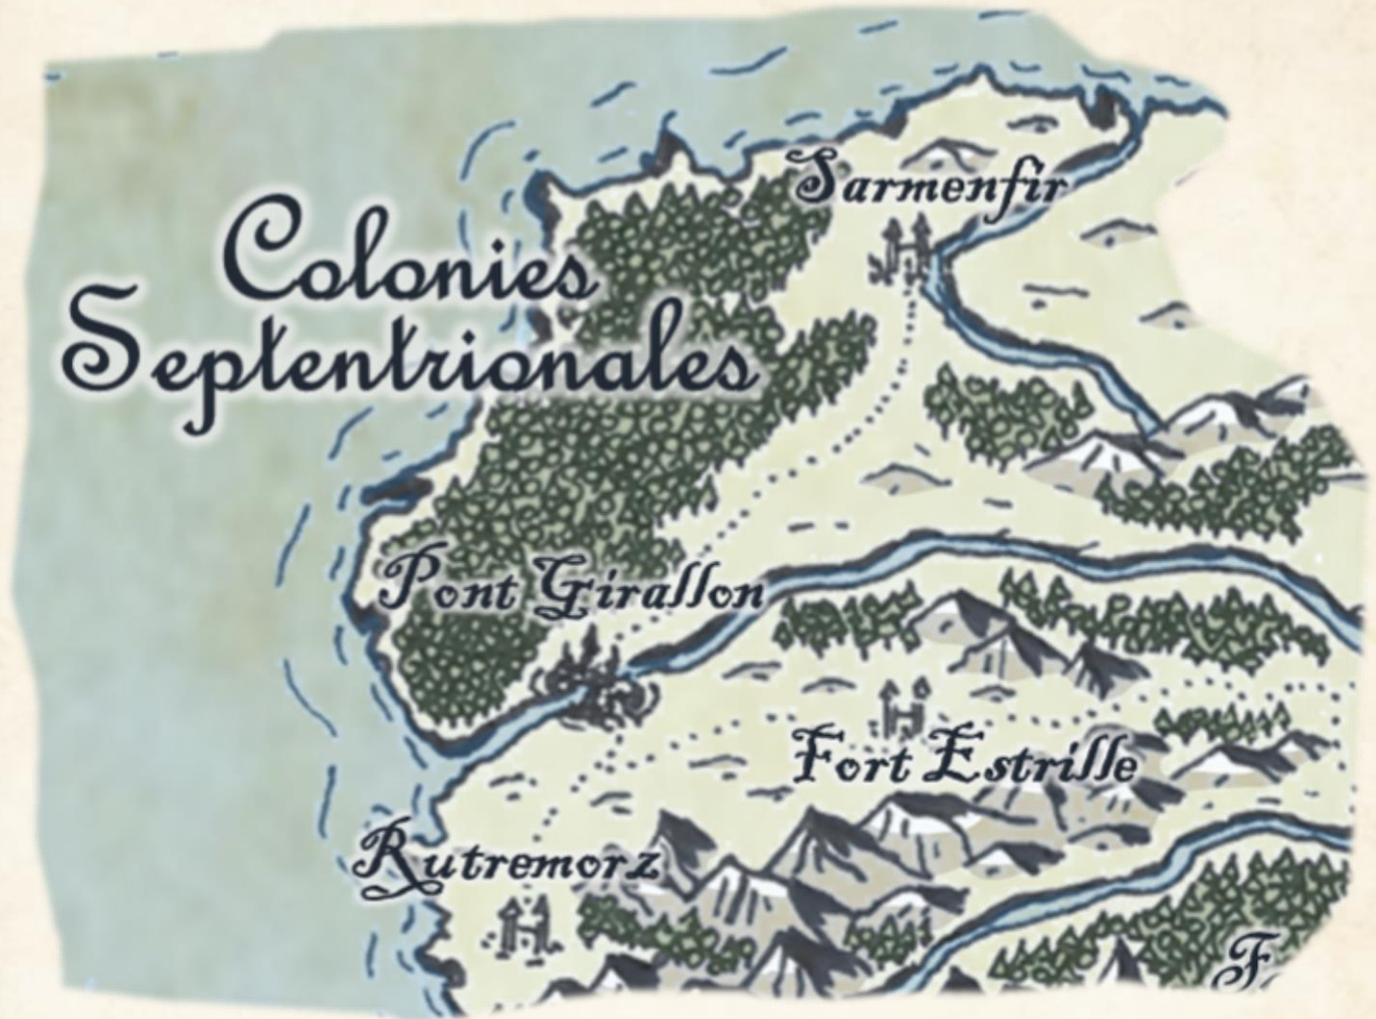 Sarmenfir
Colonies
Septentrionales
Pont Girallon
Fort Estrille
Rutremorz
F